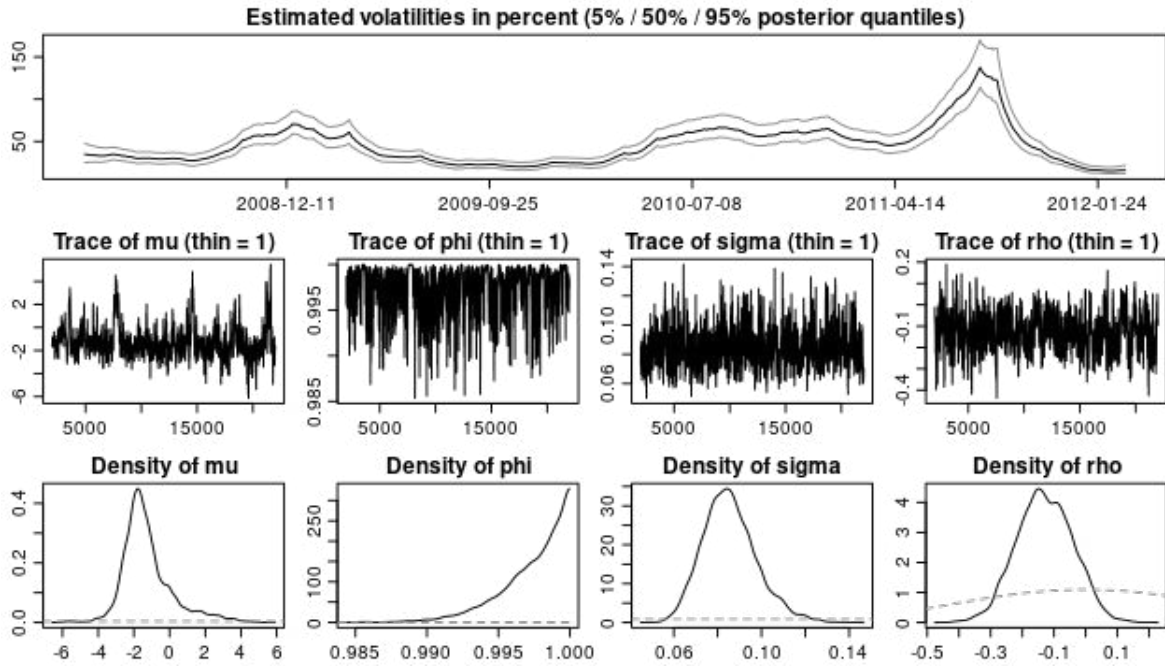 Estimated volatilities in percent (5% / 50% / 95% posterior quantiles)
150
50
2008-12-11 2009-09-25 2010-07-08 2011-04-14 2012-01-24
Trace of mu (thin = 1) Trace of phi (thin = 1) Trace of sigma (thin = 1) Trace of rho (thin = 1)
2 -2 -6
5000 15000
0.995 0.985
5000 15000
0.14 0.10 0.06
5000 15000
0.2 -0.1 -0.4
5000 15000
Density of mu Density of phi Density of sigma Density of rho
0.4 0.2 0.0
-6 -4 -2 0 2 4 6
250 100 0
0.985 0.990 0.995 1.000
30 20 10 0
0.06 0.10 0.14
4 3 2 1 0
-0.5 -0.3 -0.1 0.1